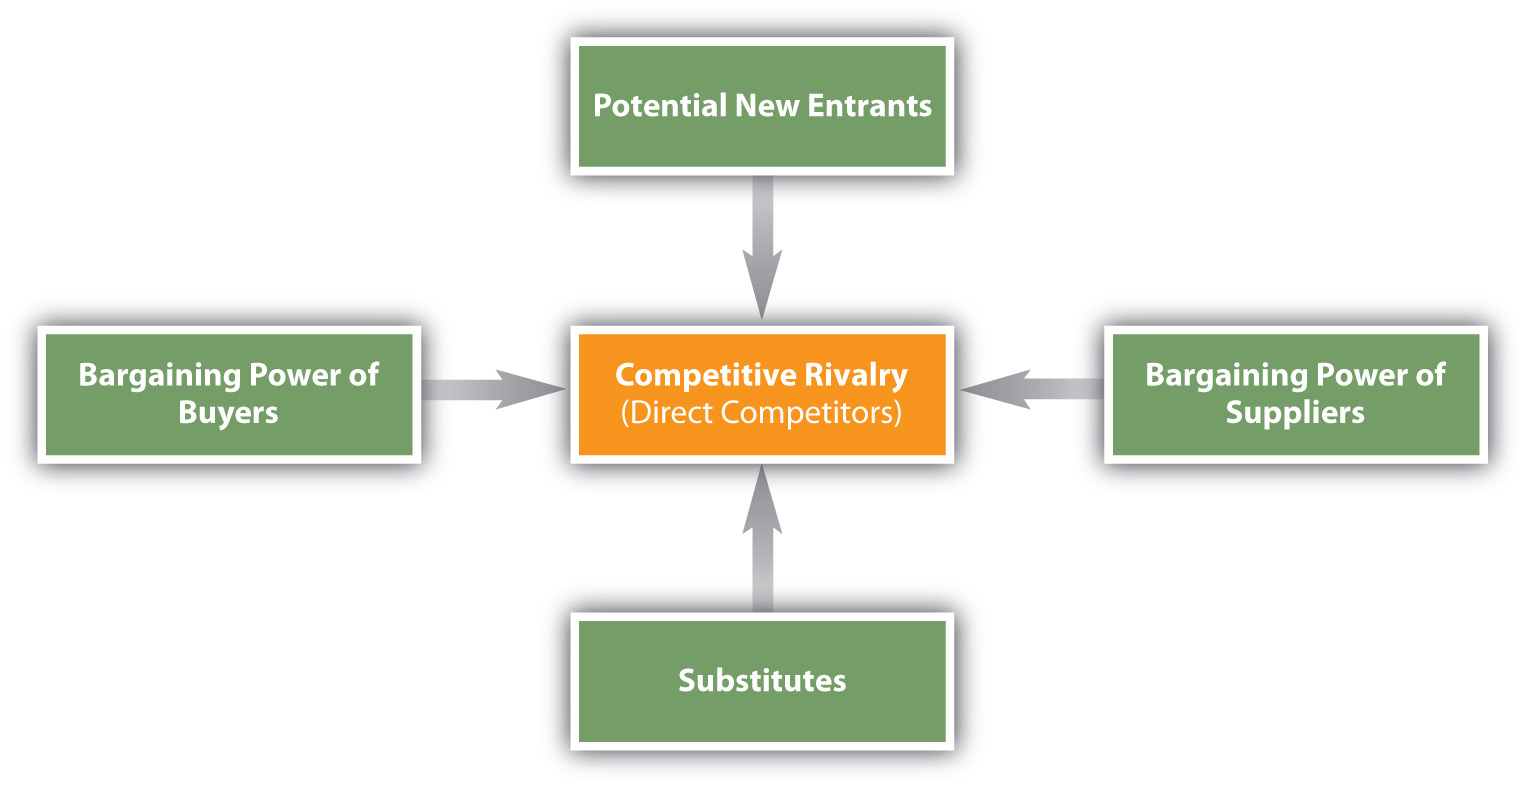 Potential New Entrants
Bargaining Power of
Buyers
Competitive Rivalry
(Direct Competitors)
Bargaining Power of
Suppliers
Substitutes